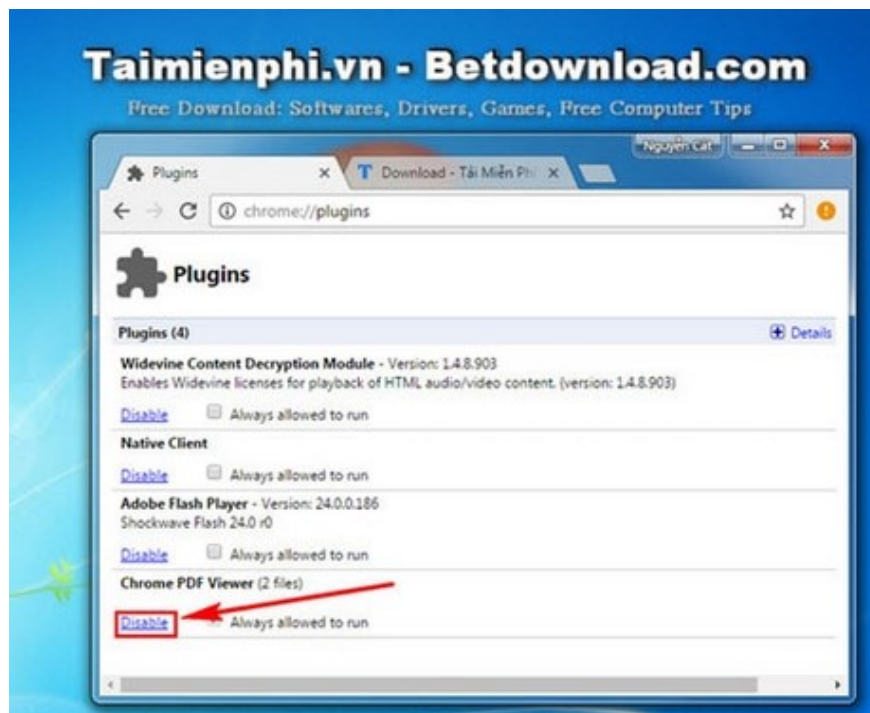 Taimienphi.vn - Betdownload.com
Free Download: Softwares, Drivers, Games, Free Computer Tips
Nguyễn Cát
Plugins
Download - Tải Miễn Phí
chrome://plugins
Plugins
Plugins (4)
Details
Widevine Content Decryption Module - Version: 1.4.8.903
Enables Widevine licenses for playback of HTML audio/video content. (version: 1.4.8.903)
Disable Always allowed to run
Native Client
Disable Always allowed to run
Adobe Flash Player - Version: 24.0.0.186
Shockwave Flash 24.0 r0
Disable Always allowed to run
Chrome PDF Viewer (2 files)
Disable Always allowed to run